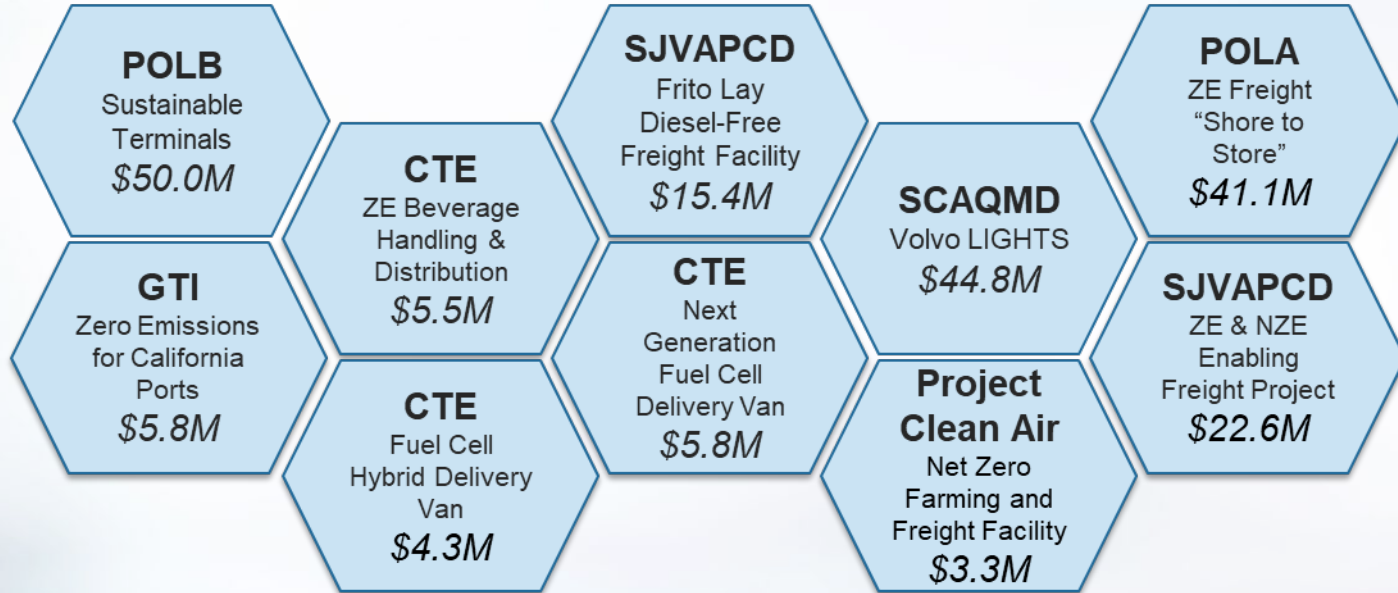 POLB
Sustainable
Terminals
$50.0M
GTI
Zero Emissions
for California
Ports
$5.8M
CTE
ZE Beverage
Handling &
Distribution
$5.5M
CTE
Fuel Cell
Hybrid Delivery
Van
$4.3M
SJVAPCD
Frito Lay
Diesel-Free
Freight Facility
$15.4M
CTE
Next
Generation
Fuel Cell
Delivery Van
$5.8M
SCAQMD
Volvo LIGHTS
$44.8M
Project
Clean Air
Net Zero
Farming and
Freight Facility
$3.3M
POLA
ZE Freight
“Shore to
Store”
$41.1M
SJVAPCD
ZE & NZE
Enabling
Freight Project
$22.6M